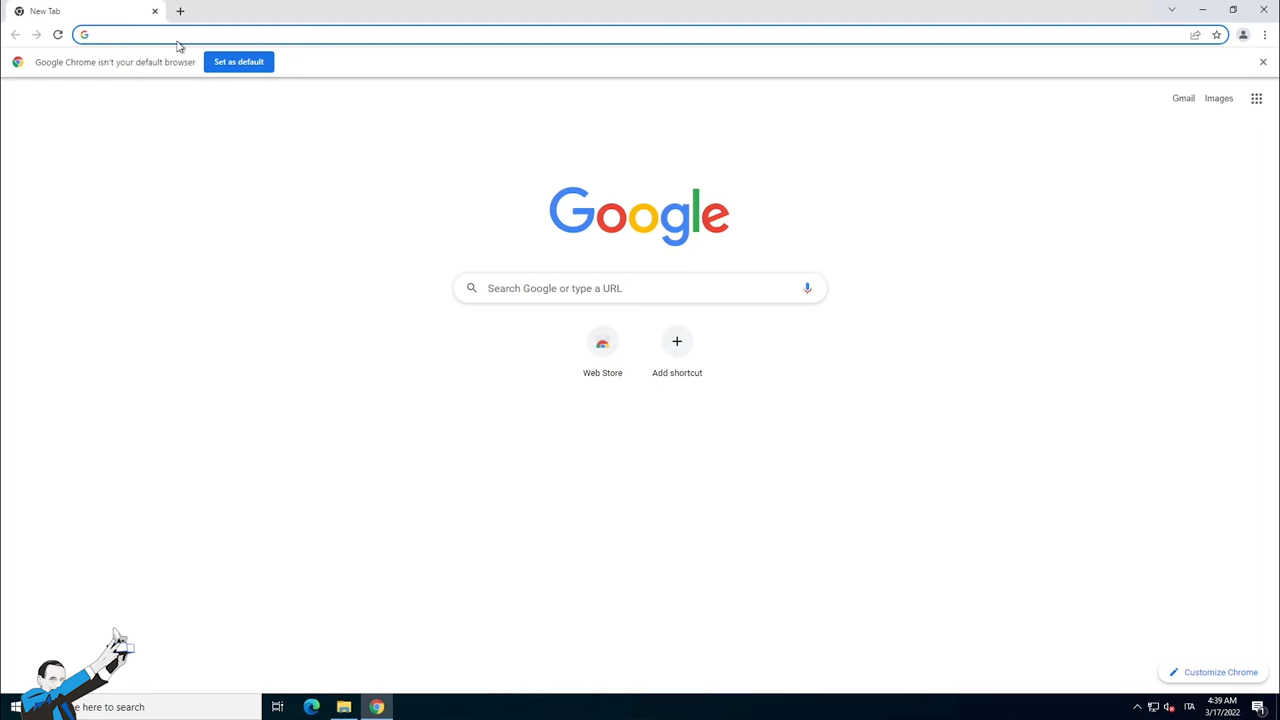 New Tab
Google Chrome isn't your default browser
Set as default
Gmail
Images
Google
Search Google or type a URL
Web Store
Add shortcut
Customize Chrome
here to search
ITA
4:39 AM
3/17/2022